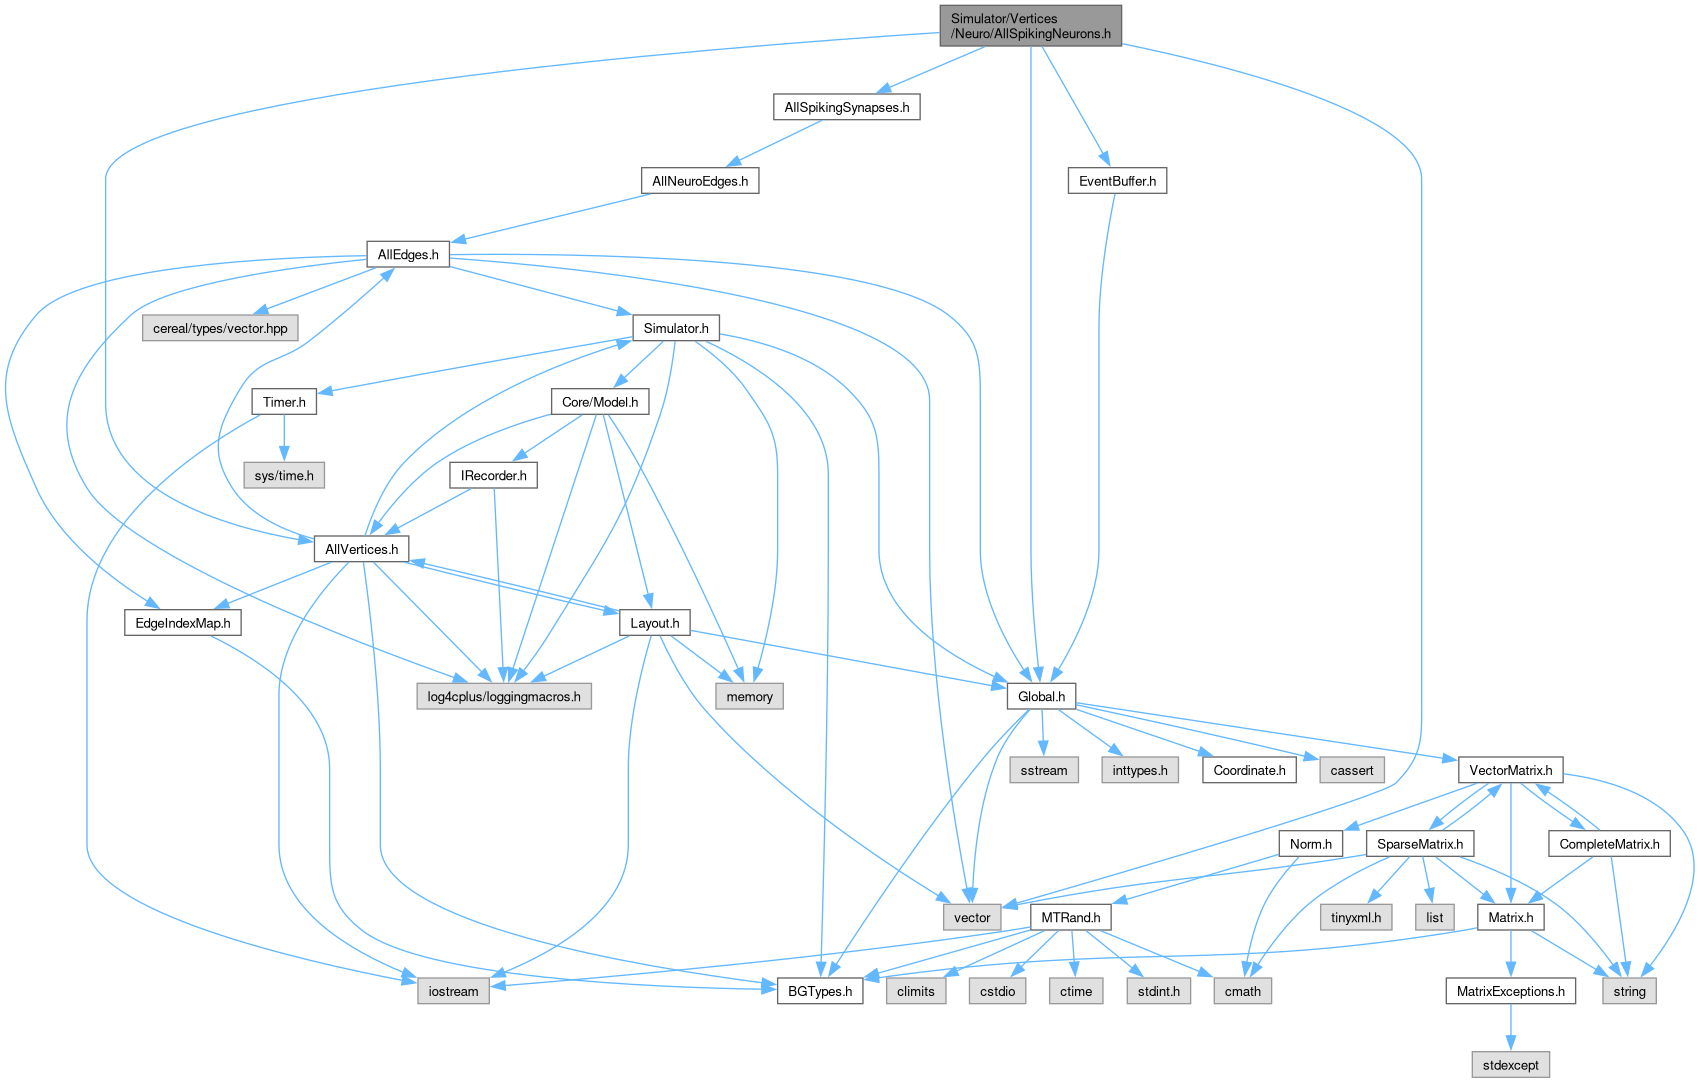 Simulator/Vertices
/Neuro/AllSpikingNeurons.h
AllSpikingSynapses.h
AllNeuroEdges.h
EventBuffer.h
AllEdges.h
cereal/types/vector.hpp
Simulator.h
Timer.h
Core/Model.h
sys/time.h
IRecorder.h
AllVertices.h
EdgeIndexMap.h
Layout.h
log4cplus/loggingmacros.h
memory
Global.h
sstream
inttypes.h
Coordinate.h
cassert
VectorMatrix.h
Norm.h
SparseMatrix.h
CompleteMatrix.h
vector
MTRand.h
tinyxml.h
list
Matrix.h
iostream
BGTypes.h
climits
cstdio
ctime
stdint.h
cmath
MatrixExceptions.h
string
stdexcept